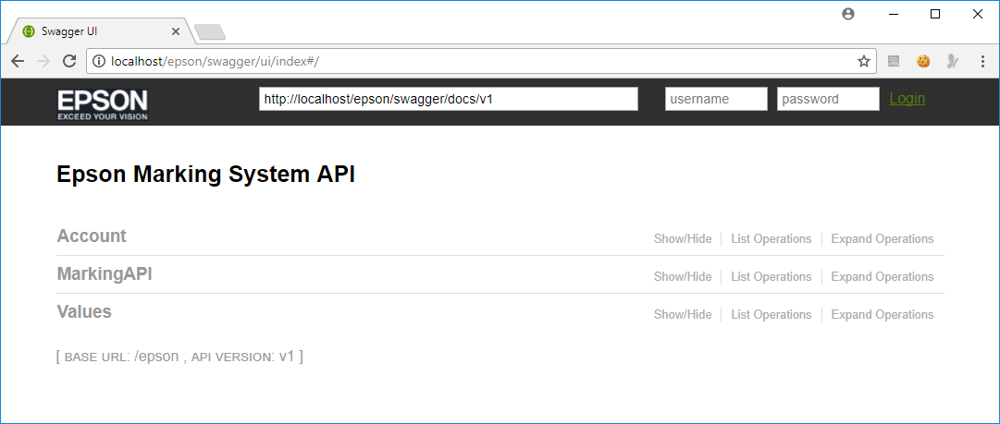 Swagger UI
localhost/epson/swagger/ui/index#/
EPSON
EXCEED YOUR VISION
http://localhost/epson/swagger/docs/v1 username password Login
Epson Marking System API
Account Show/Hide List Operations Expand Operations
MarkingAPI Show/Hide List Operations Expand Operations
Values Show/Hide List Operations Expand Operations
[ BASE URL: /epson , API VERSION: v1 ]